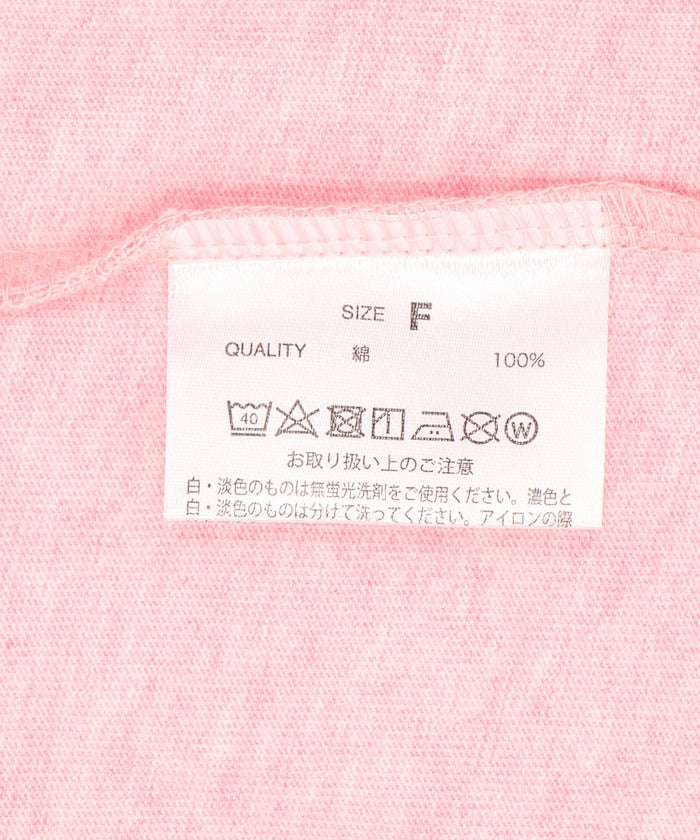 SIZE F
QUALITY 綿 100%
40 W
お取り扱い上のご注意
白・淡色のものは無蛍光洗剤をご使用ください。濃色と
白・淡色のものは分けて洗ってください。アイロンの際